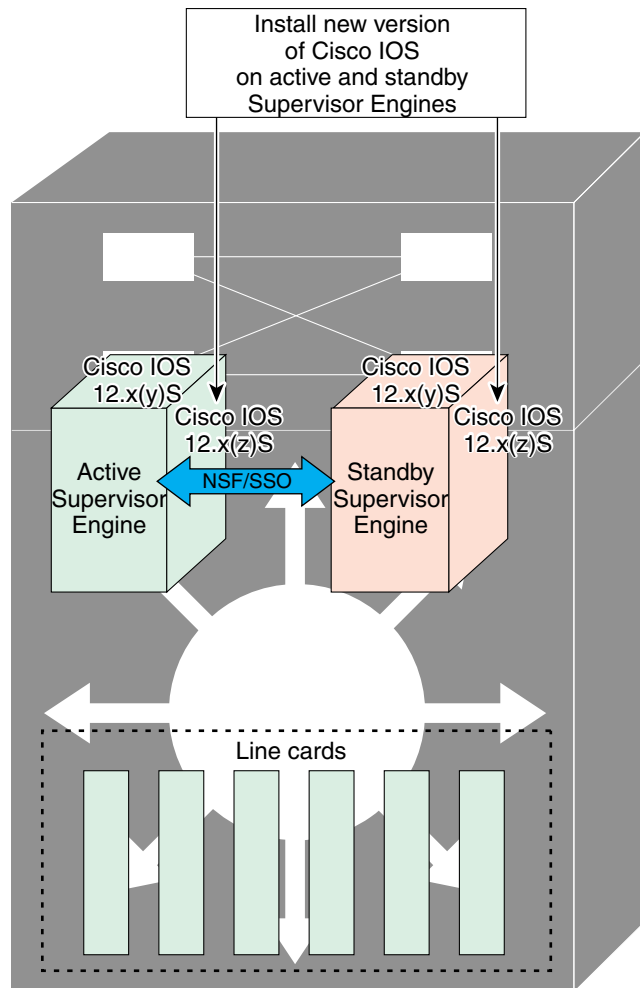 Install new version
of Cisco IOS
on active and standby
Supervisor Engines
Cisco IOS
12.x(y)S
Cisco IOS
12.x(z)S
Cisco IOS
12.x(y)S
Cisco IOS
12.x(z)S
Active
Supervisor
Engine
NSF/SSO
Standby
Supervisor
Engine
Line cards